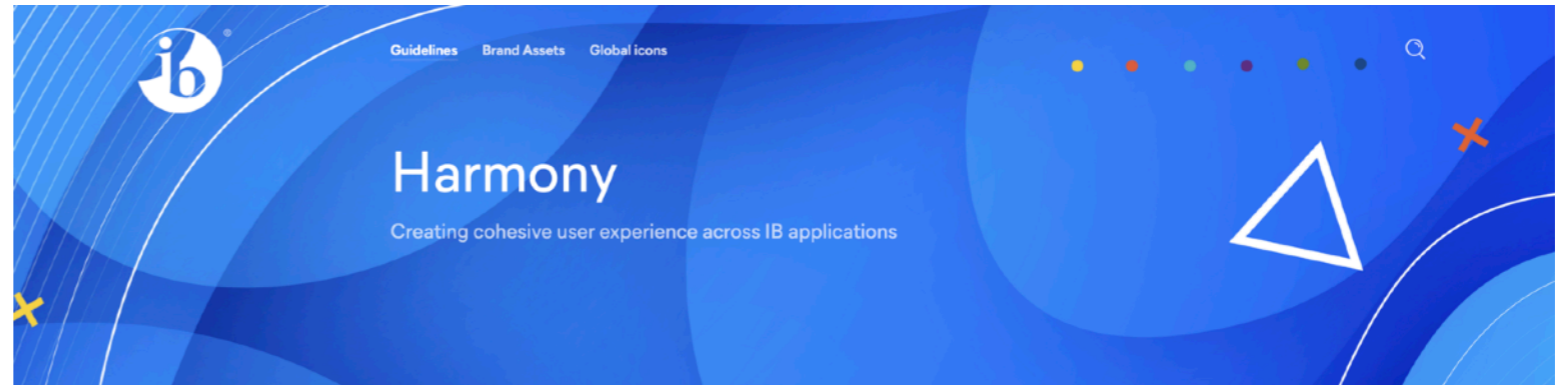 ib®
Guidelines Brand Assets Global icons
Harmony
Creating cohesive user experience across IB applications